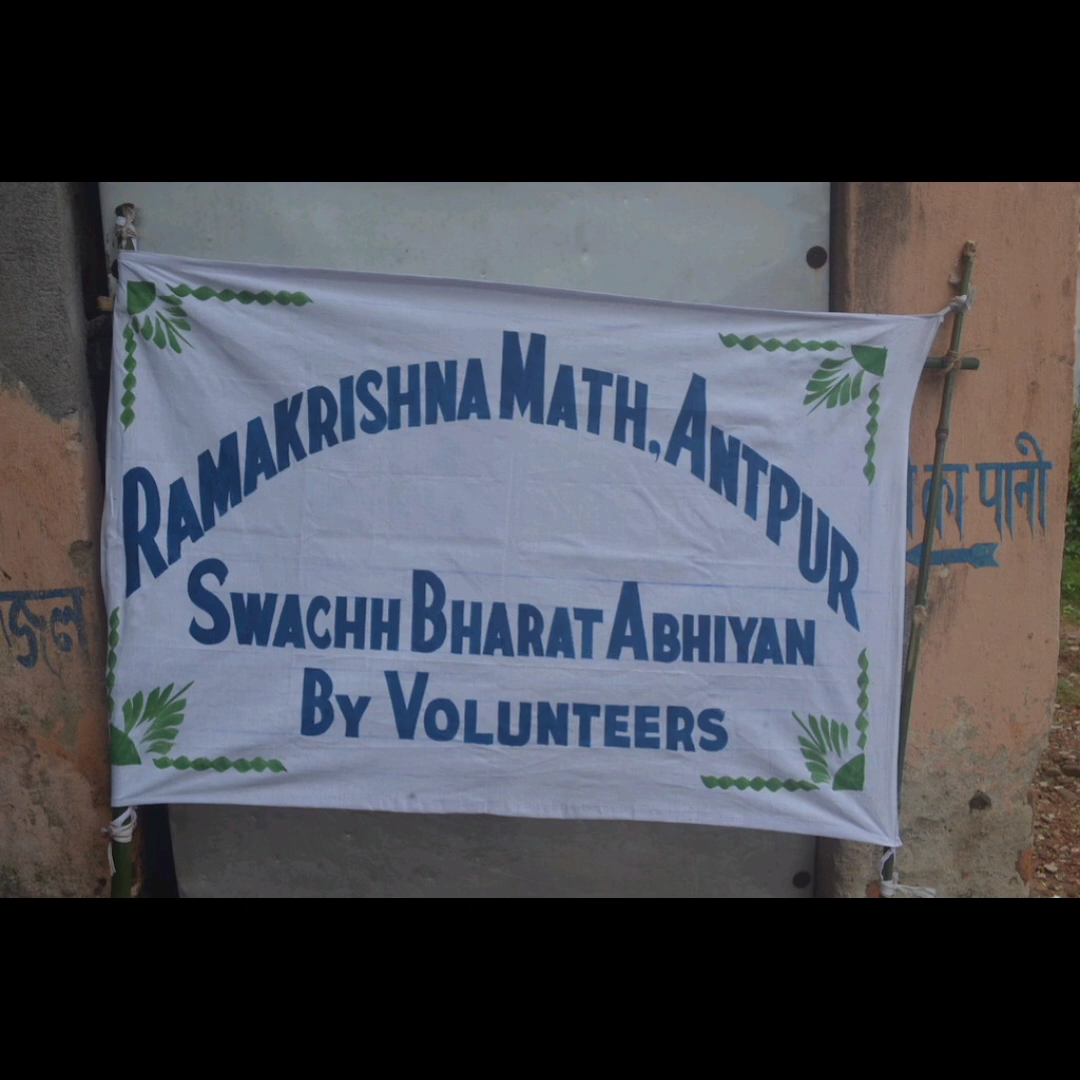 RAMAKRISHNA MATH, ANTPUR
SWACHH BHARAT ABHIYAN
BY VOLUNTEERS
का पानी